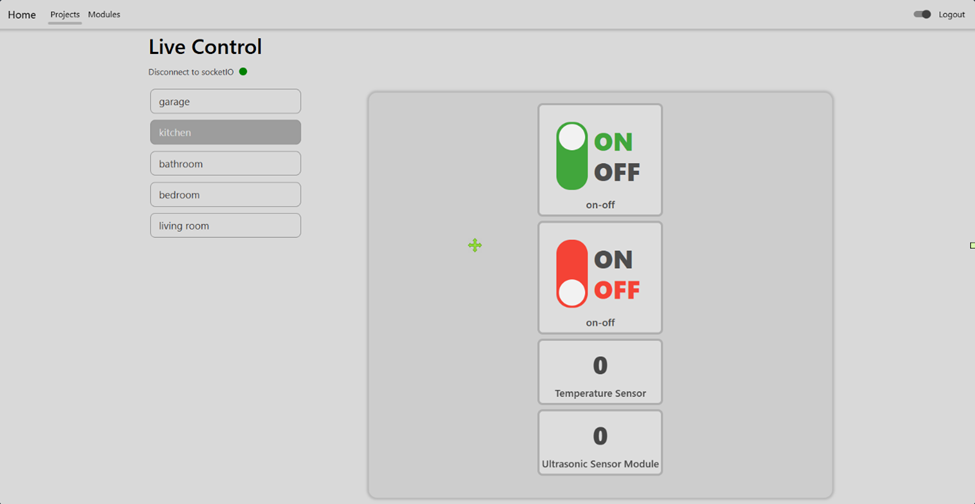 Home Projects Modules Logout
Live Control
Disconnect to socketIO
garage
kitchen
bathroom
bedroom
living room
ON
OFF
on-off
ON
OFF
on-off
0
Temperature Sensor
0
Ultrasonic Sensor Module